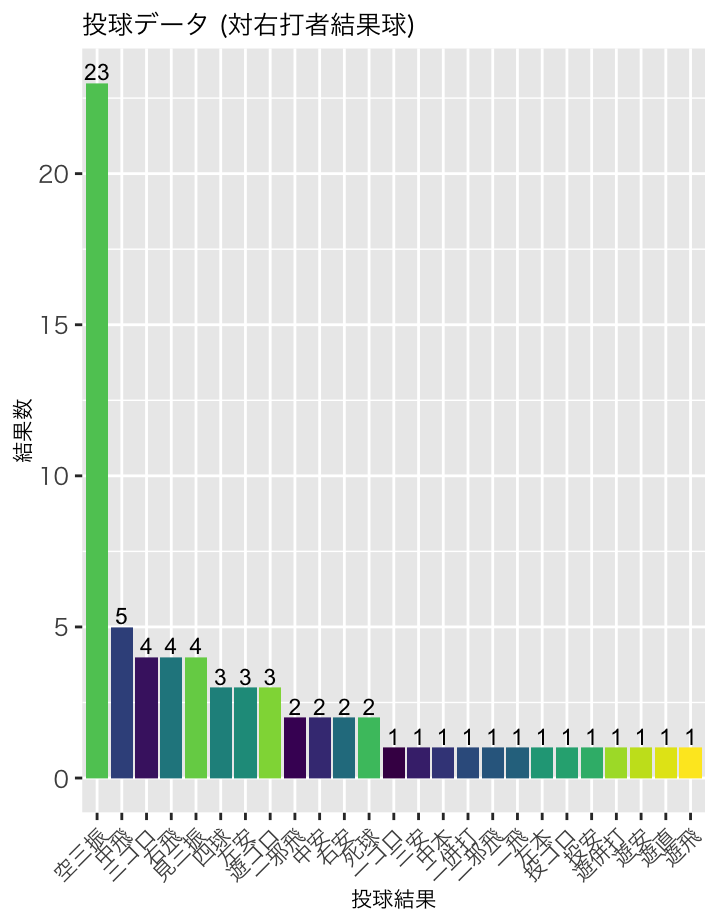 投球データ (対右打者結果球)
結果数
20
15
10
5
0
23
5
4
4
4
3
3
3
2
2
2
2
1
1
1
1
1
1
1
1
1
1
1
1
1
空三振
中飛
三ゴロ
右飛
見三振
四球
左安
遊ゴロ
中安
右安
死球
三安
中本
二併打
左本
投ゴロ
投安
遊併打
遊安
遊直
遊飛
投球結果